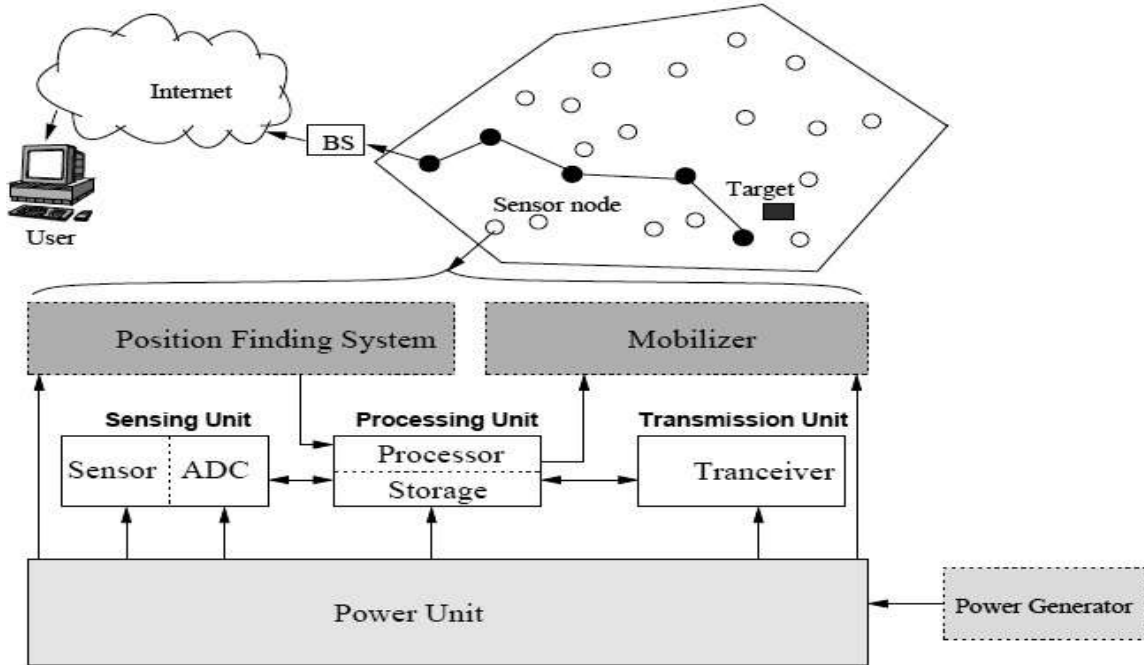 Internet
BS
User
Target
Sensor node
Position Finding System
Mobilizer
Sensing Unit
Processing Unit
Transmission Unit
Sensor
ADC
Processor
Storage
Tranceiver
Power Unit
Power Generator